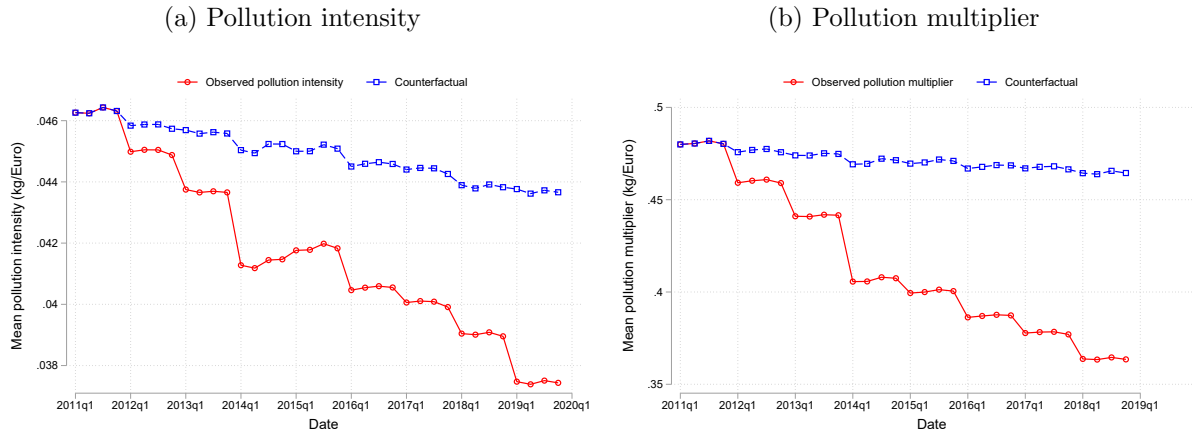 (a) Pollution intensity
Observed pollution intensity
Counterfactual
Mean pollution intensity (kg/Euro)
.046
.044
.042
.04
.038
2011q1 2012q1 2013q1 2014q1 2015q1 2016q1 2017q1 2018q1 2019q1 2020q1
Date
(b) Pollution multiplier
Observed pollution multiplier
Counterfactual
Mean pollution multiplier (kg/Euro)
.5
.45
.4
.35
2011q1 2012q1 2013q1 2014q1 2015q1 2016q1 2017q1 2018q1 2019q1
Date